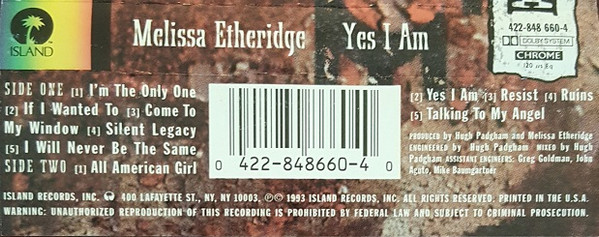 ISLAND
Melissa Etheridge Yes I Am
422-848 660-4
DOLBY SYSTEM
CHROME
120 µs Eq
SIDE ONE [1] I'm The Only One
[2] If I Wanted To [3] Come To
My Window [4] Silent Legacy
[5] I Will Never Be The Same
SIDE TWO [1] All American Girl
0 422-848660-4 0
[2] Yes I Am [3] Resist [4] Ruins
[5] Talking To My Angel
PRODUCED by Hugh Padgham and Melissa Etheridge
ENGINEERED by Hugh Padgham MIXED by Hugh
Padgham ASSISTANT ENGINEERS: Greg Goldman, John
Aguto, Mike Baumgartner
ISLAND RECORDS, INC. 400 LAFAYETTE ST., NY, NY, 10003. ℗© 1993 ISLAND RECORDS, INC. ALL RIGHTS RESERVED. PRINTED IN THE U.S.A.
WARNING: UNAUTHORIZED REPRODUCTION OF THIS RECORDING IS PROHIBITED BY FEDERAL LAW AND SUBJECT TO CRIMINAL PROSECUTION.